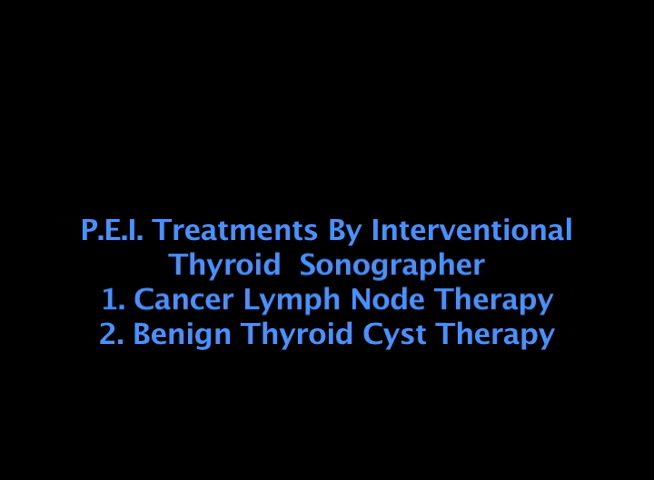 P.E.I. Treatments By Interventional
Thyroid  Sonographer
1. Cancer Lymph Node Therapy
2. Benign Thyroid Cyst Therapy